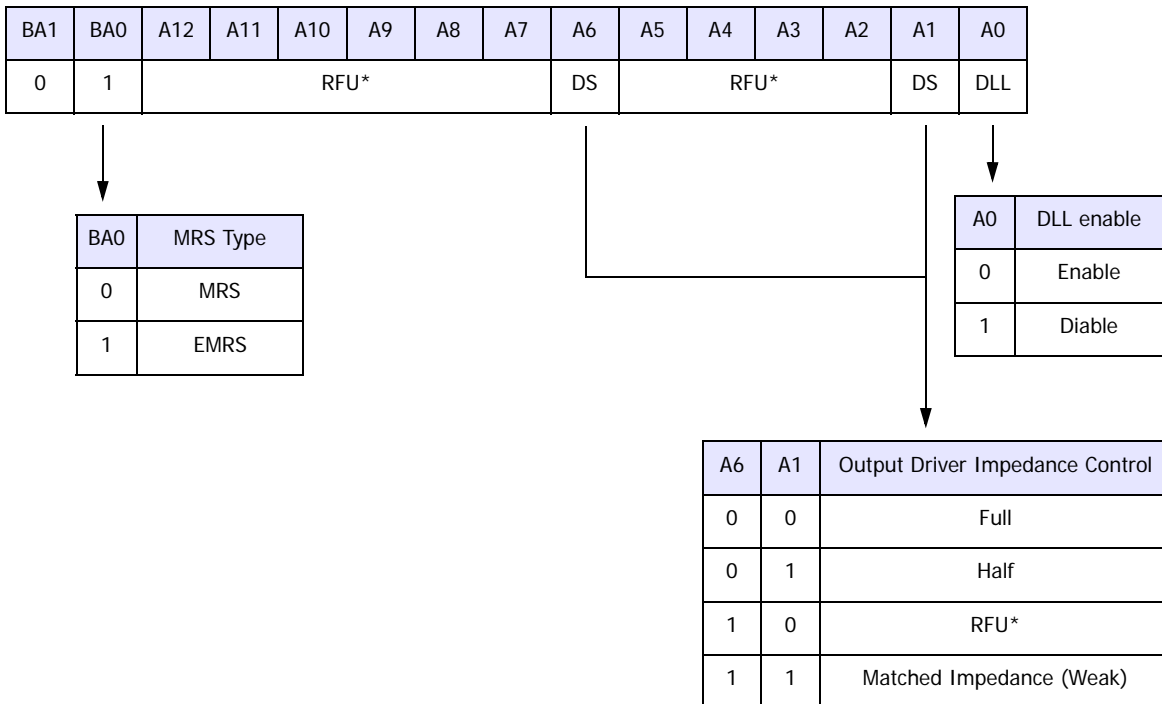 BA1 BA0 A12 A11 A10 A9 A8 A7 A6 A5 A4 A3 A2 A1 A0
0 1 RFU* DS RFU* DS DLL
BA0 MRS Type
0 MRS
1 EMRS
A0 DLL enable
0 Enable
1 Diable
A6 A1 Output Driver Impedance Control
0 0 Full
0 1 Half
1 0 RFU*
1 1 Matched Impedance (Weak)